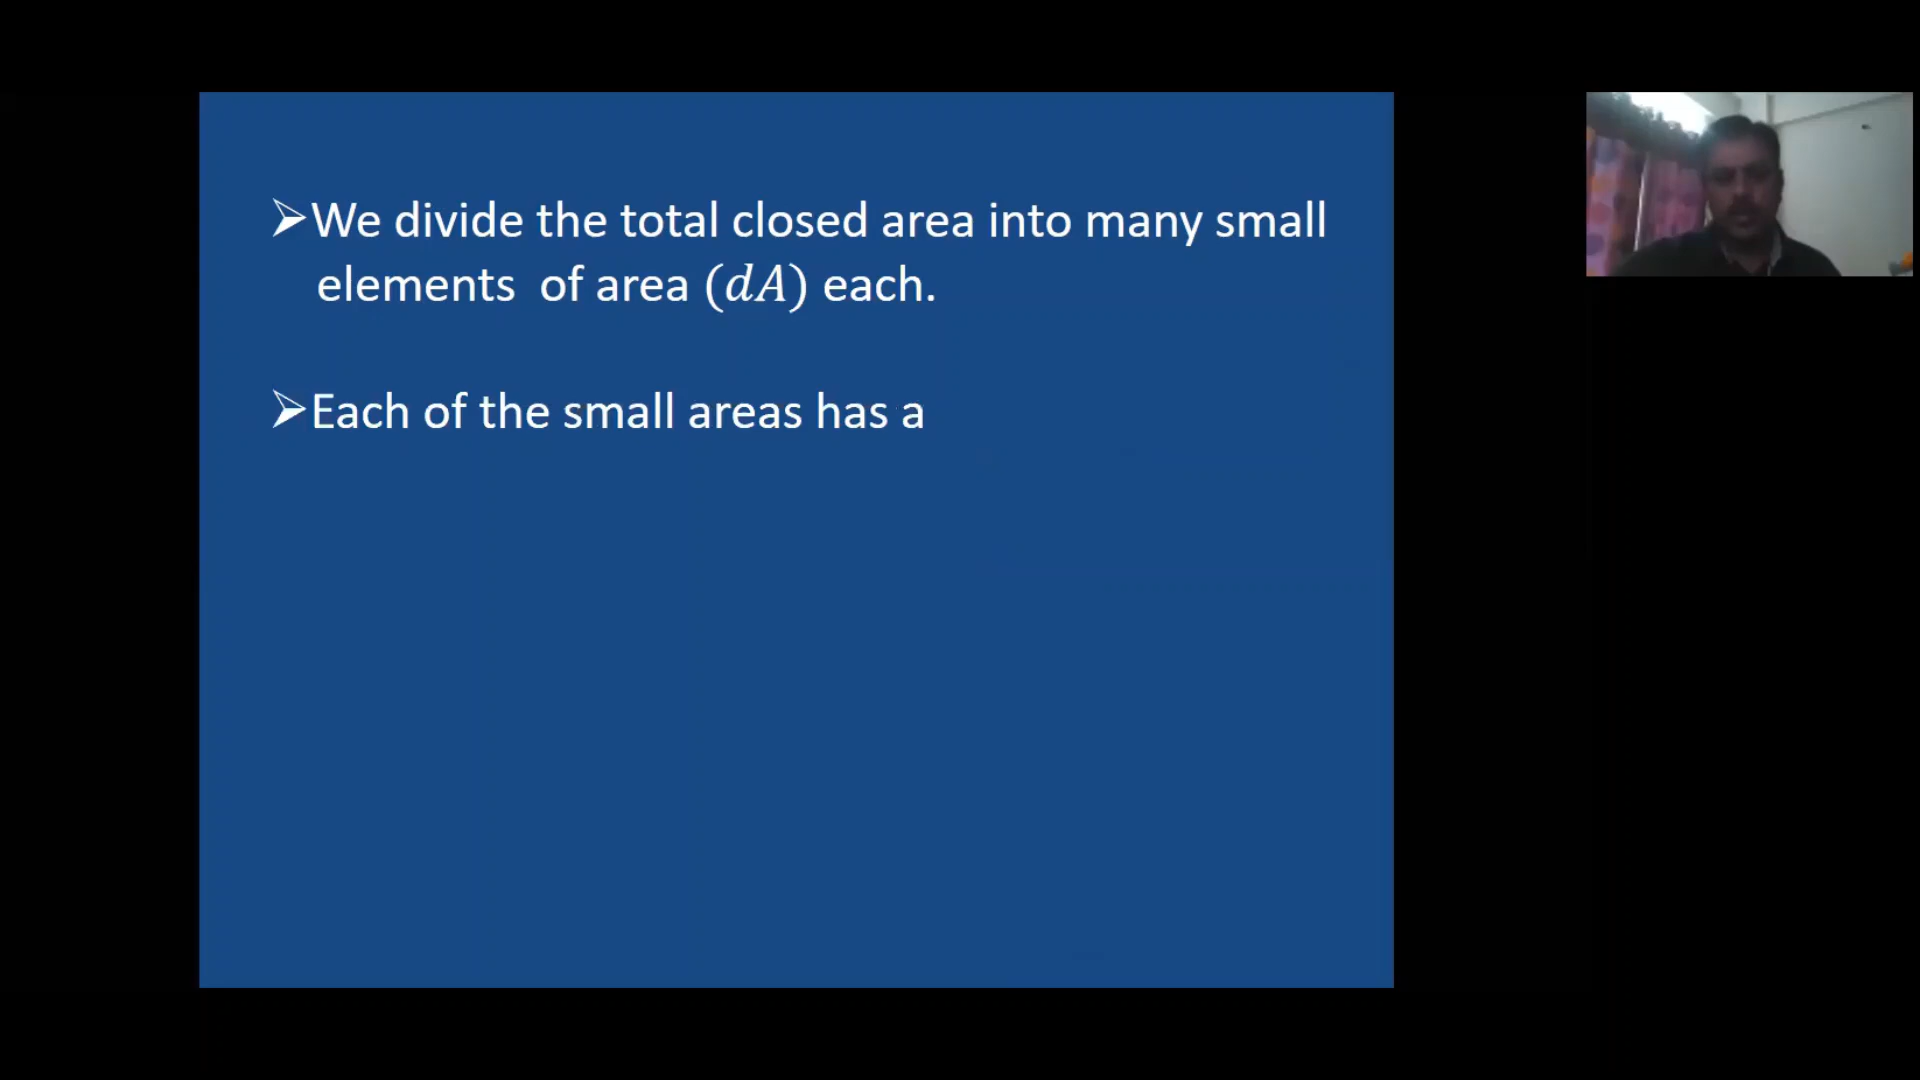 ➢We divide the total closed area into many small
elements of area (dA) each.
➢Each of the small areas has a